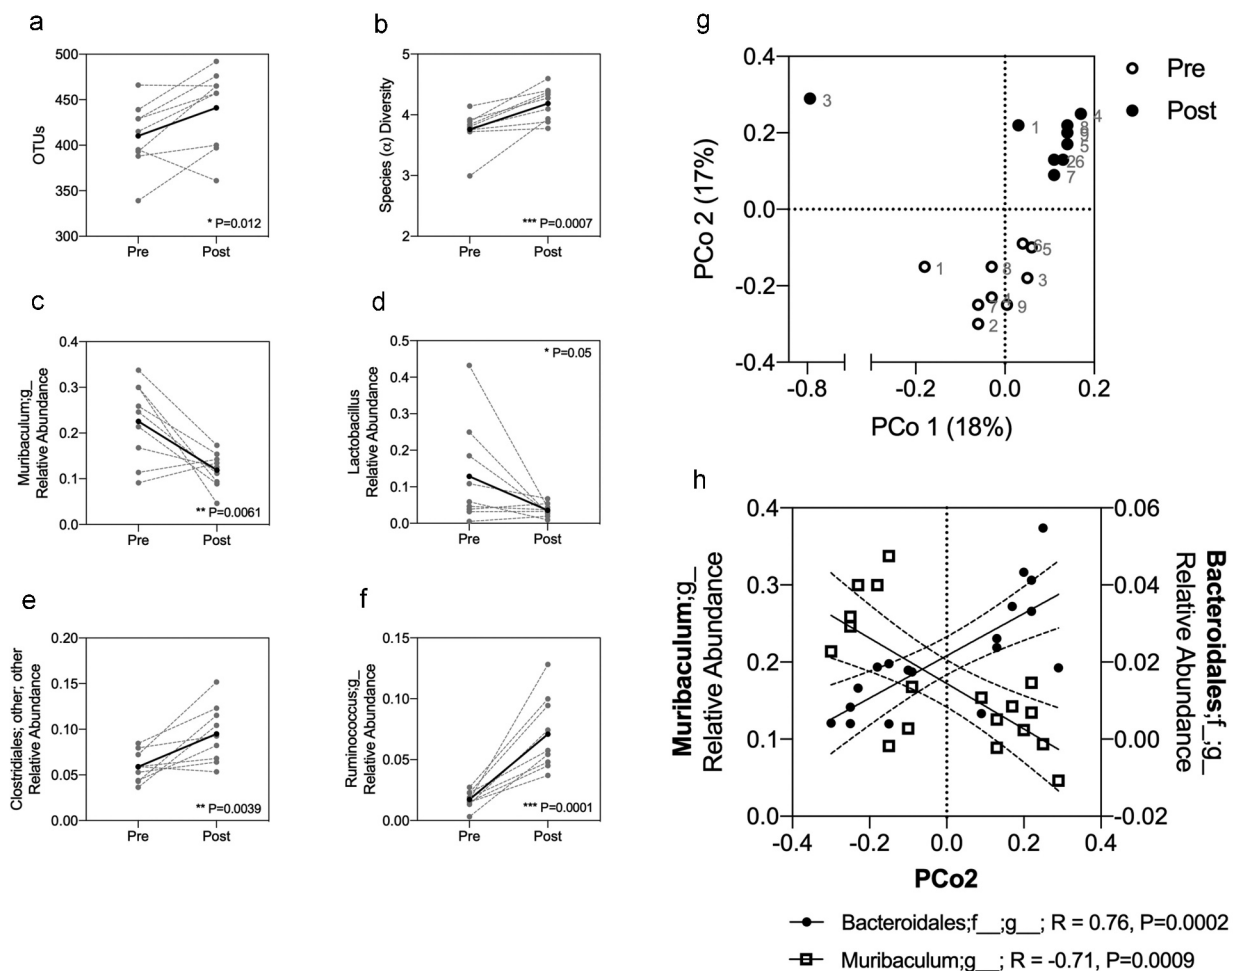 a
500
450
400
350
300
OTUs
* P=0.012
Pre
Post
b
5
4
3
2
Species (α) Diversity
*** P=0.0007
Pre
Post
c
0.4
0.3
0.2
0.1
0.0
Muribaculum;g_
Relative Abundance
** P=0.0061
Pre
Post
d
0.5
0.4
0.3
0.2
0.1
0.0
Lactobacillus
Relative Abundance
* P=0.05
Pre
Post
e
0.20
0.15
0.10
0.05
0.00
Clostridiales; other; other
Relative Abundance
** P=0.0039
Pre
Post
f
0.15
0.10
0.05
0.00
Ruminococcus;g_
Relative Abundance
*** P=0.0001
Pre
Post
g
0.4
0.2
0.0
-0.2
-0.4
PCo 2 (17%)
3
1
4
5
26
7
5
1
3
7
9
2
-0.8
-0.2
0.0
0.2
PCo 1 (18%)
Pre
Post
h
0.4
0.3
0.2
0.1
0.0
Muribaculum;g_
Relative Abundance
0.06
0.04
0.02
0.00
-0.02
Bacteroidales;f_;g_
Relative Abundance
-0.4
-0.2
0.0
0.2
0.4
PCo2
Bacteroidales;f__;g__; R = 0.76, P=0.0002
Muribaculum;g__; R = -0.71, P=0.0009